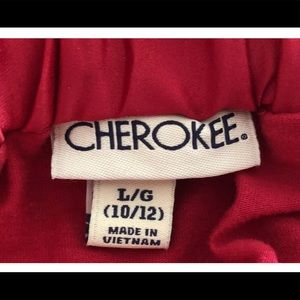 CHEROKEE.
L/G
(10/12)
MADE IN
VIETNAM